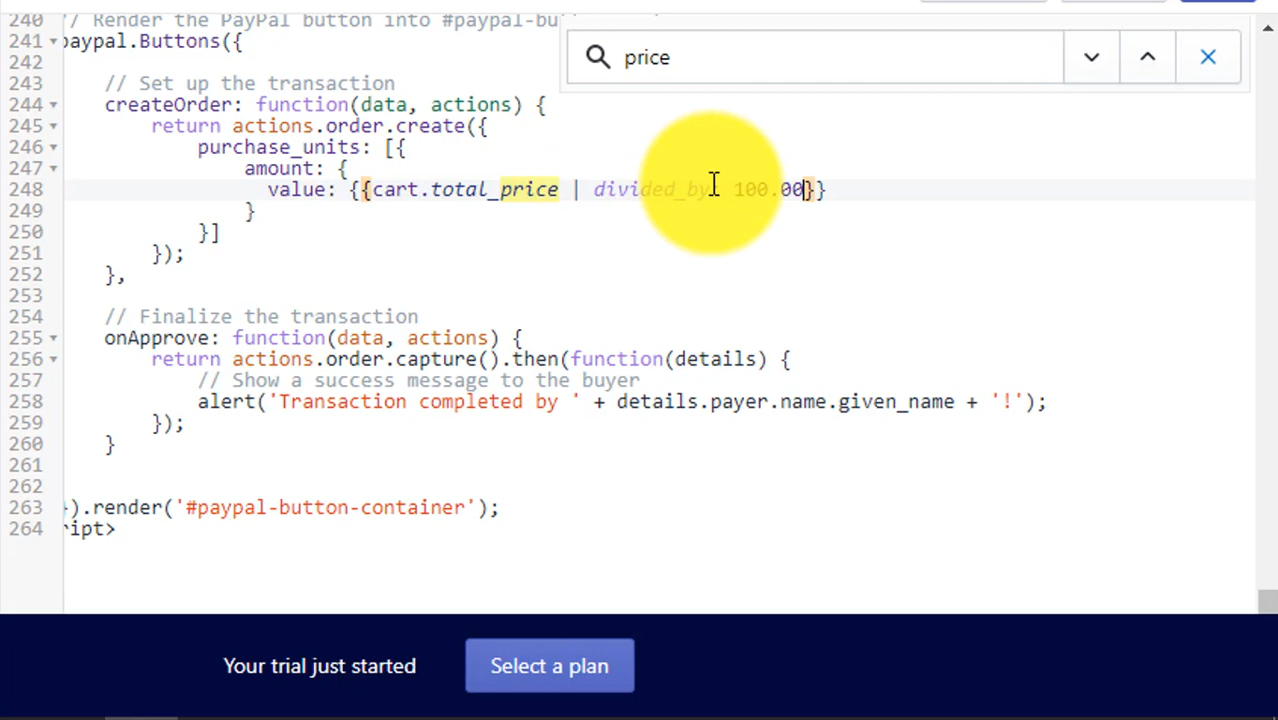 240 // Render the PayPal button into #paypal-bu
price
241 paypal.Buttons({
242
243 // Set up the transaction
244 createOrder: function(data, actions) {
245 return actions.order.create({
246 purchase_units: [{
247 amount: {
248 value: {{cart.total_price | divided_by: 100.00}}
249 }
250 }]
251 });
252 },
253
254 // Finalize the transaction
255 onApprove: function(data, actions) {
256 return actions.order.capture().then(function(details) {
257 // Show a success message to the buyer
258 alert('Transaction completed by ' + details.payer.name.given_name + '!');
259 });
260 }
261
262
263 }).render('#paypal-button-container');
264 ript>
Your trial just started
Select a plan